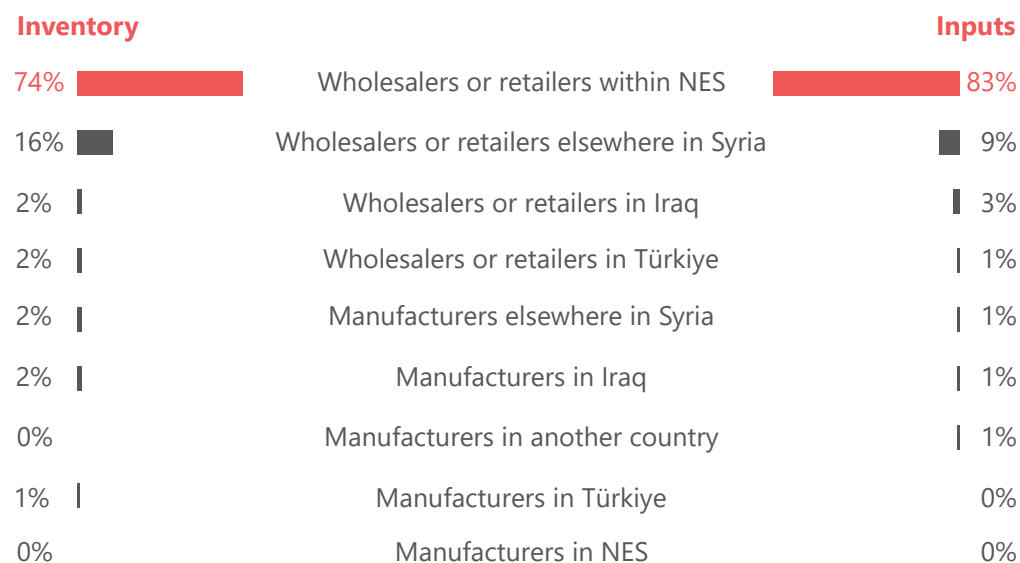 Inventory Inputs
74% Wholesalers or retailers within NES 83%
16% Wholesalers or retailers elsewhere in Syria 9%
2% Wholesalers or retailers in Iraq 3%
2% Wholesalers or retailers in Türkiye 1%
2% Manufacturers elsewhere in Syria 1%
2% Manufacturers in Iraq 1%
0% Manufacturers in another country 1%
1% Manufacturers in Türkiye 0%
0% Manufacturers in NES 0%